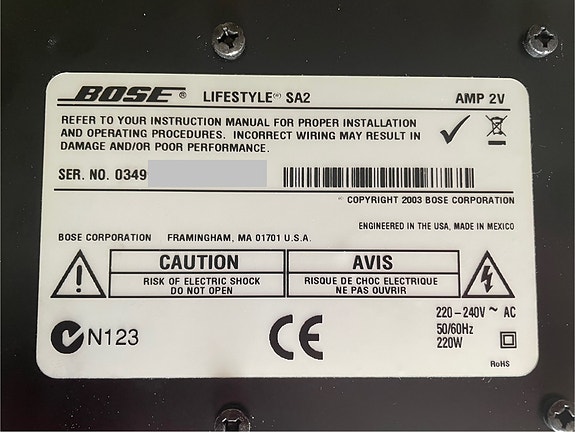 BOSE ® LIFESTYLE® SA2 AMP 2V
REFER TO YOUR INSTRUCTION MANUAL FOR PROPER INSTALLATION
AND OPERATING PROCEDURES. INCORRECT WIRING MAY RESULT IN
DAMAGE AND/OR POOR PERFORMANCE.
SER. NO. 0349
© COPYRIGHT 2003 BOSE CORPORATION
ENGINEERED IN THE USA, MADE IN MEXICO
BOSE CORPORATION FRAMINGHAM, MA 01701 U.S.A.
CAUTION
RISK OF ELECTRIC SHOCK
DO NOT OPEN
AVIS
RISQUE DE CHOC ELECTRIQUE
NE PAS OUVRIR
N123
CE
220-240V ~ AC
50/60Hz
220W
RoHS